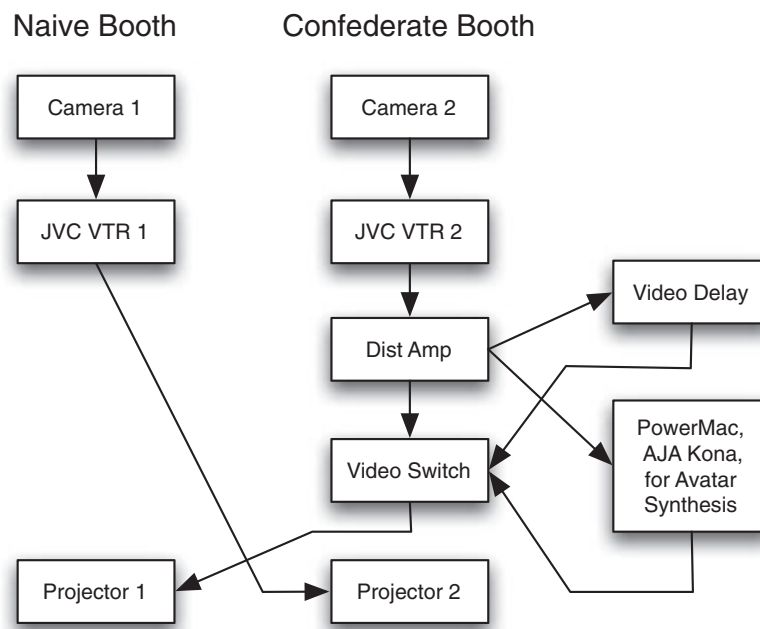 Naive Booth
Confederate Booth
Camera 1
Camera 2
JVC VTR 1
JVC VTR 2
Video Delay
Dist Amp
PowerMac,
AJA Kona,
for Avatar
Synthesis
Video Switch
Projector 1
Projector 2